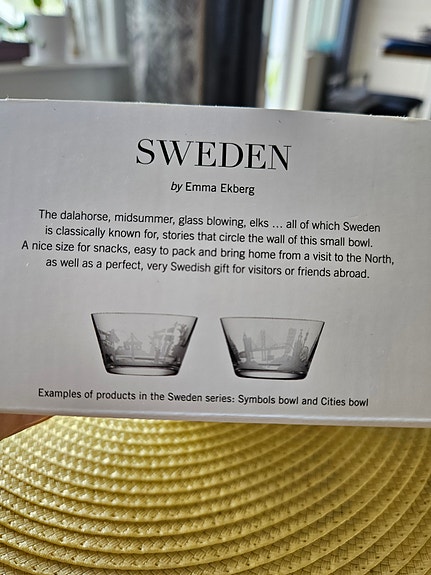 SWEDEN
by Emma Ekberg
The dalahorse, midsummer, glass blowing, elks ... all of which Sweden
is classically known for, stories that circle the wall of this small bowl.
A nice size for snacks, easy to pack and bring home from a visit to the North,
as well as a perfect, very Swedish gift for visitors or friends abroad.
Examples of products in the Sweden series: Symbols bowl and Cities bowl